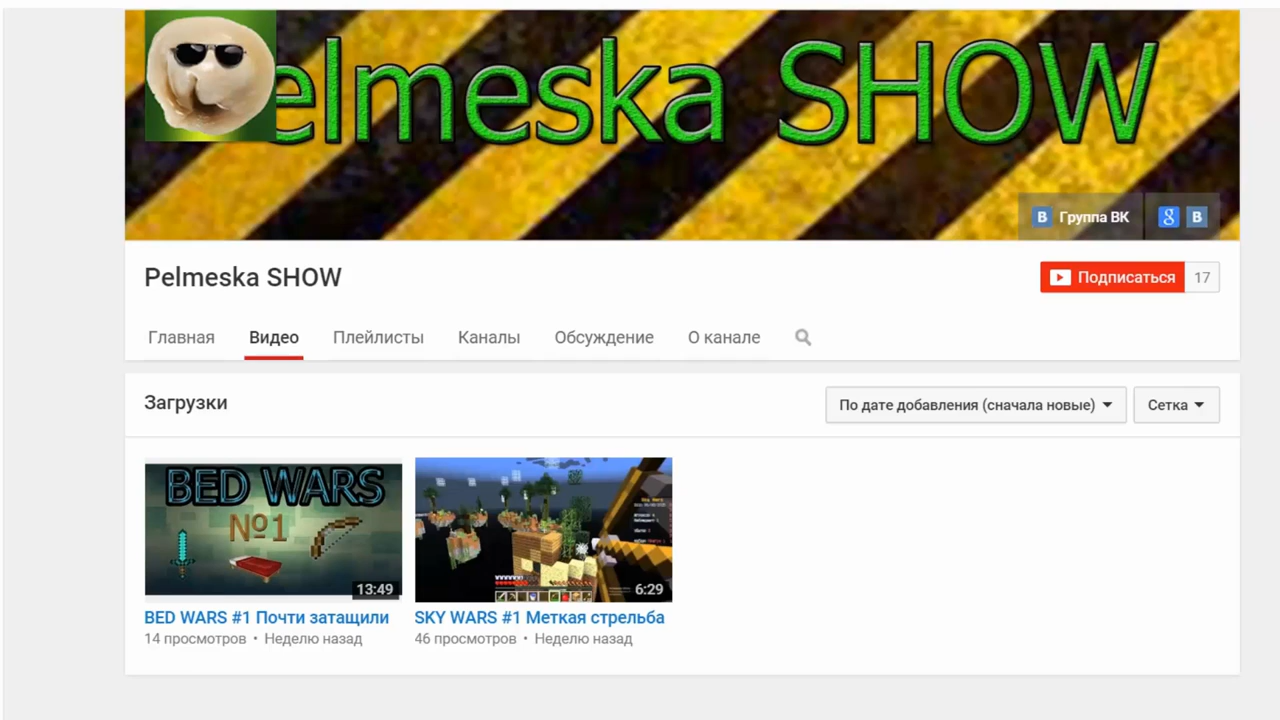 elmeska SHOW
B Группа ВК
g B
Pelmeska SHOW
Подписаться 17
Главная Видео Плейлисты Каналы Обсуждение О канале
Загрузки
По дате добавления (сначала новые) Сетка
BED WARS
№1
13:49
6:29
BED WARS #1 Почти затащили
SKY WARS #1 Меткая стрельба
14 просмотров • Неделю назад
46 просмотров • Неделю назад